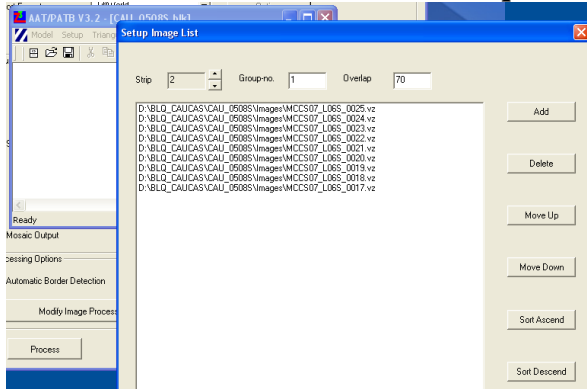 AAT/PATB V3.2 - [CAU_0508S.blk]
Model Setup Triang
Setup Image List
Strip 2 Group-no. 1 Overlap 70
D:\BLQ_CAUCAS\CAU_0508S\Images\MCCS07_L06S_0025.vz
D:\BLQ_CAUCAS\CAU_0508S\Images\MCCS07_L06S_0024.vz
D:\BLQ_CAUCAS\CAU_0508S\Images\MCCS07_L06S_0023.vz
D:\BLQ_CAUCAS\CAU_0508S\Images\MCCS07_L06S_0022.vz
D:\BLQ_CAUCAS\CAU_0508S\Images\MCCS07_L06S_0021.vz
D:\BLQ_CAUCAS\CAU_0508S\Images\MCCS07_L06S_0020.vz
D:\BLQ_CAUCAS\CAU_0508S\Images\MCCS07_L06S_0019.vz
D:\BLQ_CAUCAS\CAU_0508S\Images\MCCS07_L06S_0018.vz
D:\BLQ_CAUCAS\CAU_0508S\Images\MCCS07_L06S_0017.vz
Add
Delete
Move Up
Move Down
Sort Ascend
Sort Descend
Ready
Mosaic Output
cessing Options
Automatic Border Detection
Modify Image Process
Process